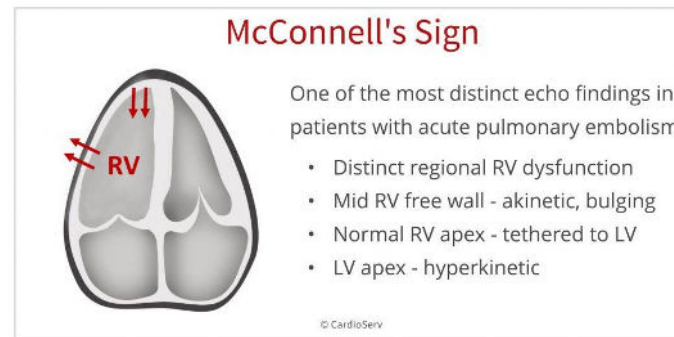 McConnell's Sign
RV
One of the most distinct echo findings in
patients with acute pulmonary embolism
• Distinct regional RV dysfunction
• Mid RV free wall - akinetic, bulging
• Normal RV apex - tethered to LV
• LV apex - hyperkinetic
© CardioServ